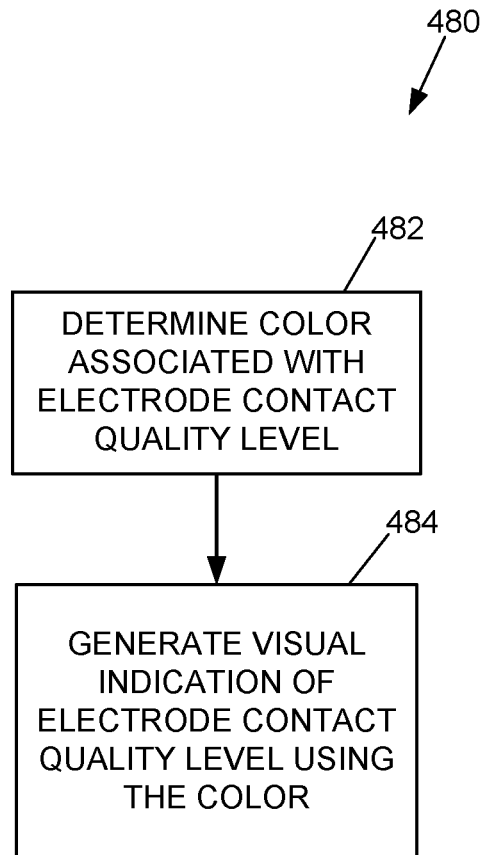 480
482
DETERMINE COLOR
ASSOCIATED WITH
ELECTRODE CONTACT
QUALITY LEVEL
484
GENERATE VISUAL
INDICATION OF
ELECTRODE CONTACT
QUALITY LEVEL USING
THE COLOR